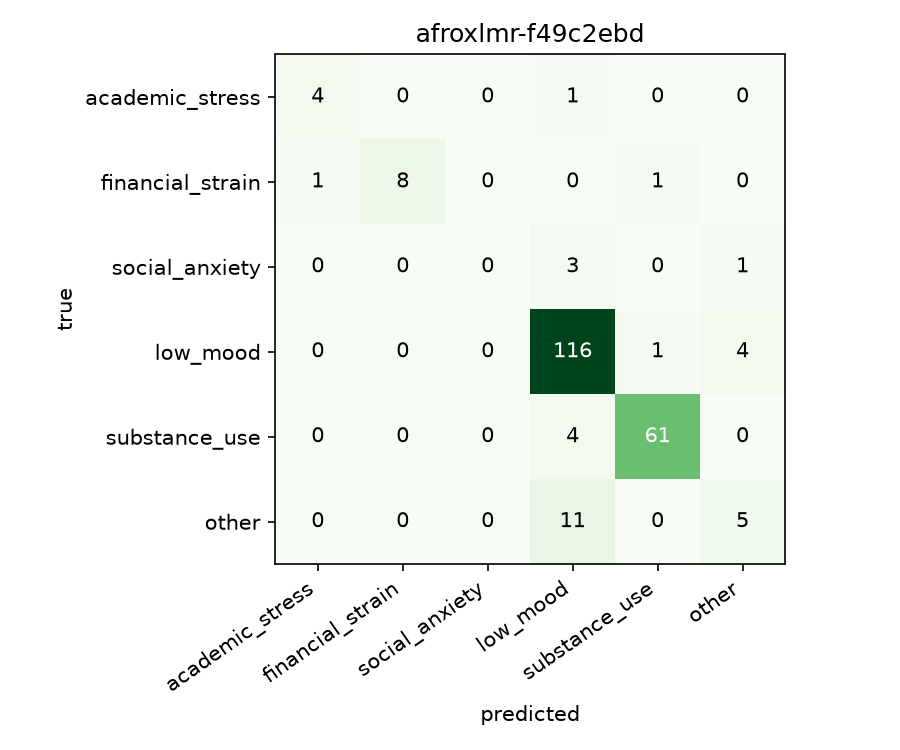 afroxlmr-f49c2ebd
true
academic_stress 4 0 0 1 0 0
financial_strain 1 8 0 0 1 0
social_anxiety 0 0 0 3 0 1
low_mood 0 0 0 116 1 4
substance_use 0 0 0 4 61 0
other 0 0 0 11 0 5
academic_stress financial_strain social_anxiety low_mood substance_use other
predicted